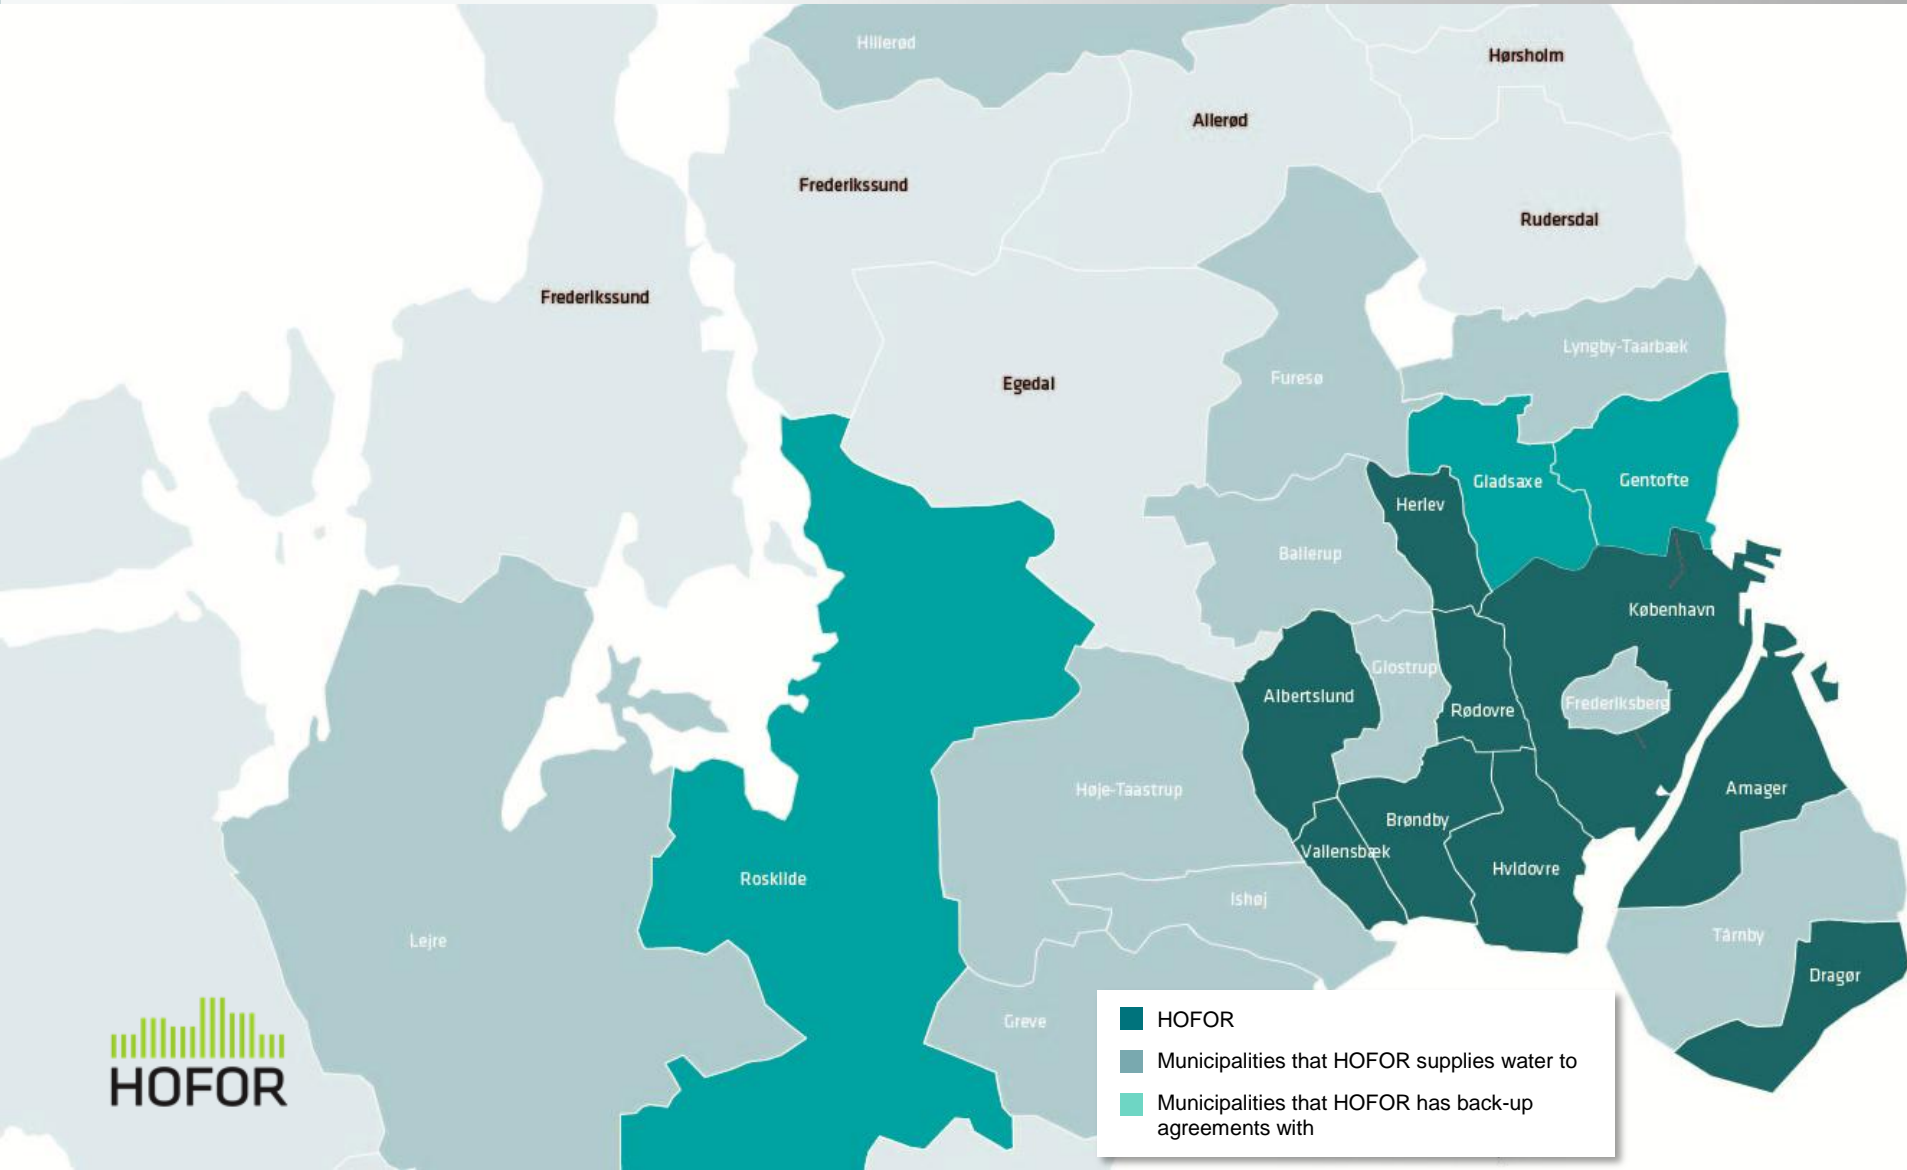 Hillerød
Hørsholm
Allerød
Frederikssund
Rudersdal
Frederikssund
Lyngby-Taarbæk
Furesø
Egedal
Gladsaxe
Gentofte
Herlev
Ballerup
København
Glostrup
Albertslund
Frederiksberg
Rødovre
Høje-Taastrup
Amager
Brøndby
Vallensbæk
Hvidovre
Roskilde
Ishøj
Lejre
Tårnby
Dragør
Greve
HOFOR
HOFOR
Municipalities that HOFOR supplies water to
Municipalities that HOFOR has back-up
agreements with